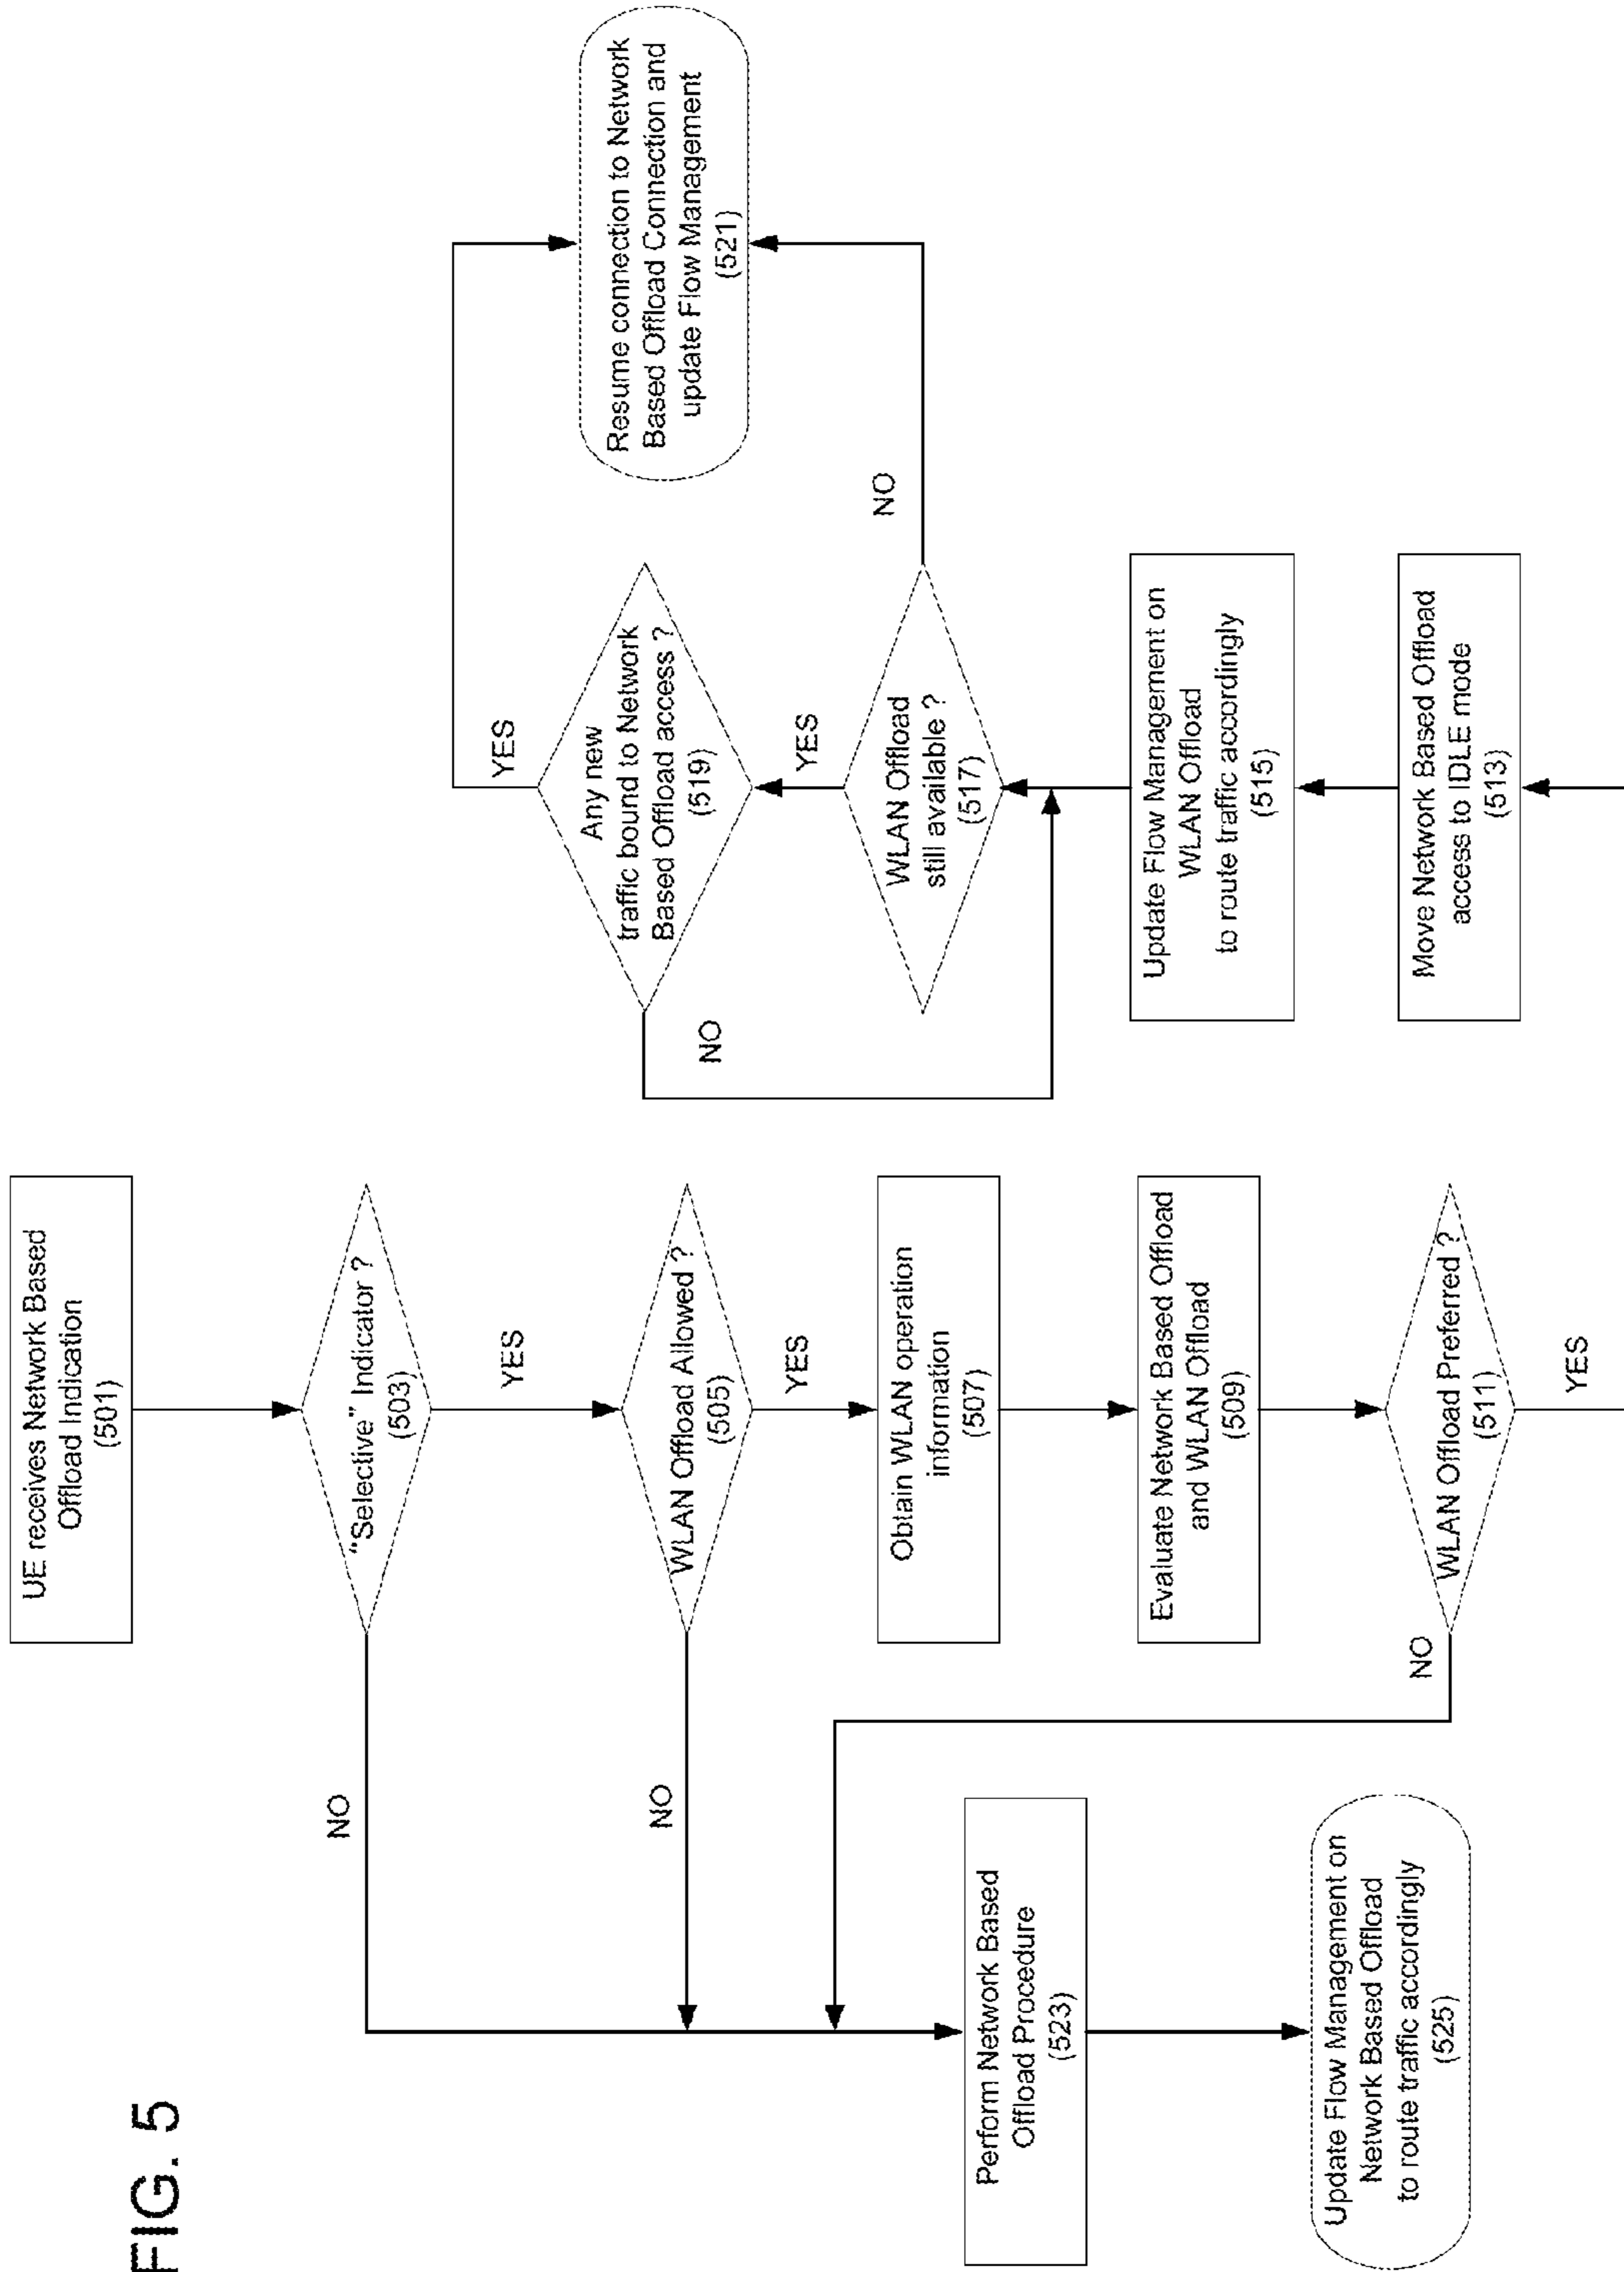 FIG. 5
UE receives Network Based
Offload Indication
(501)
"Selective" Indicator ?
(503)
NO
YES
WLAN Offload Allowed ?
(505)
NO
YES
Obtain WLAN operation
information
(507)
Evaluate Network Based Offload
and WLAN Offload
(509)
WLAN Offload Preferred ?
(511)
NO
YES
Perform Network Based
Offload Procedure
(523)
Update Flow Management on
Network Based Offload
to route traffic accordingly
(525)
Move Network Based Offload
access to IDLE mode
(513)
Update Flow Management on
WLAN Offload
to route traffic accordingly
(515)
WLAN Offload
still available ?
(517)
YES
NO
Any new
traffic bound to Network
Based Offload access ?
(519)
NO
YES
Resume connection to Network
Based Offload Connection and
update Flow Management
(521)